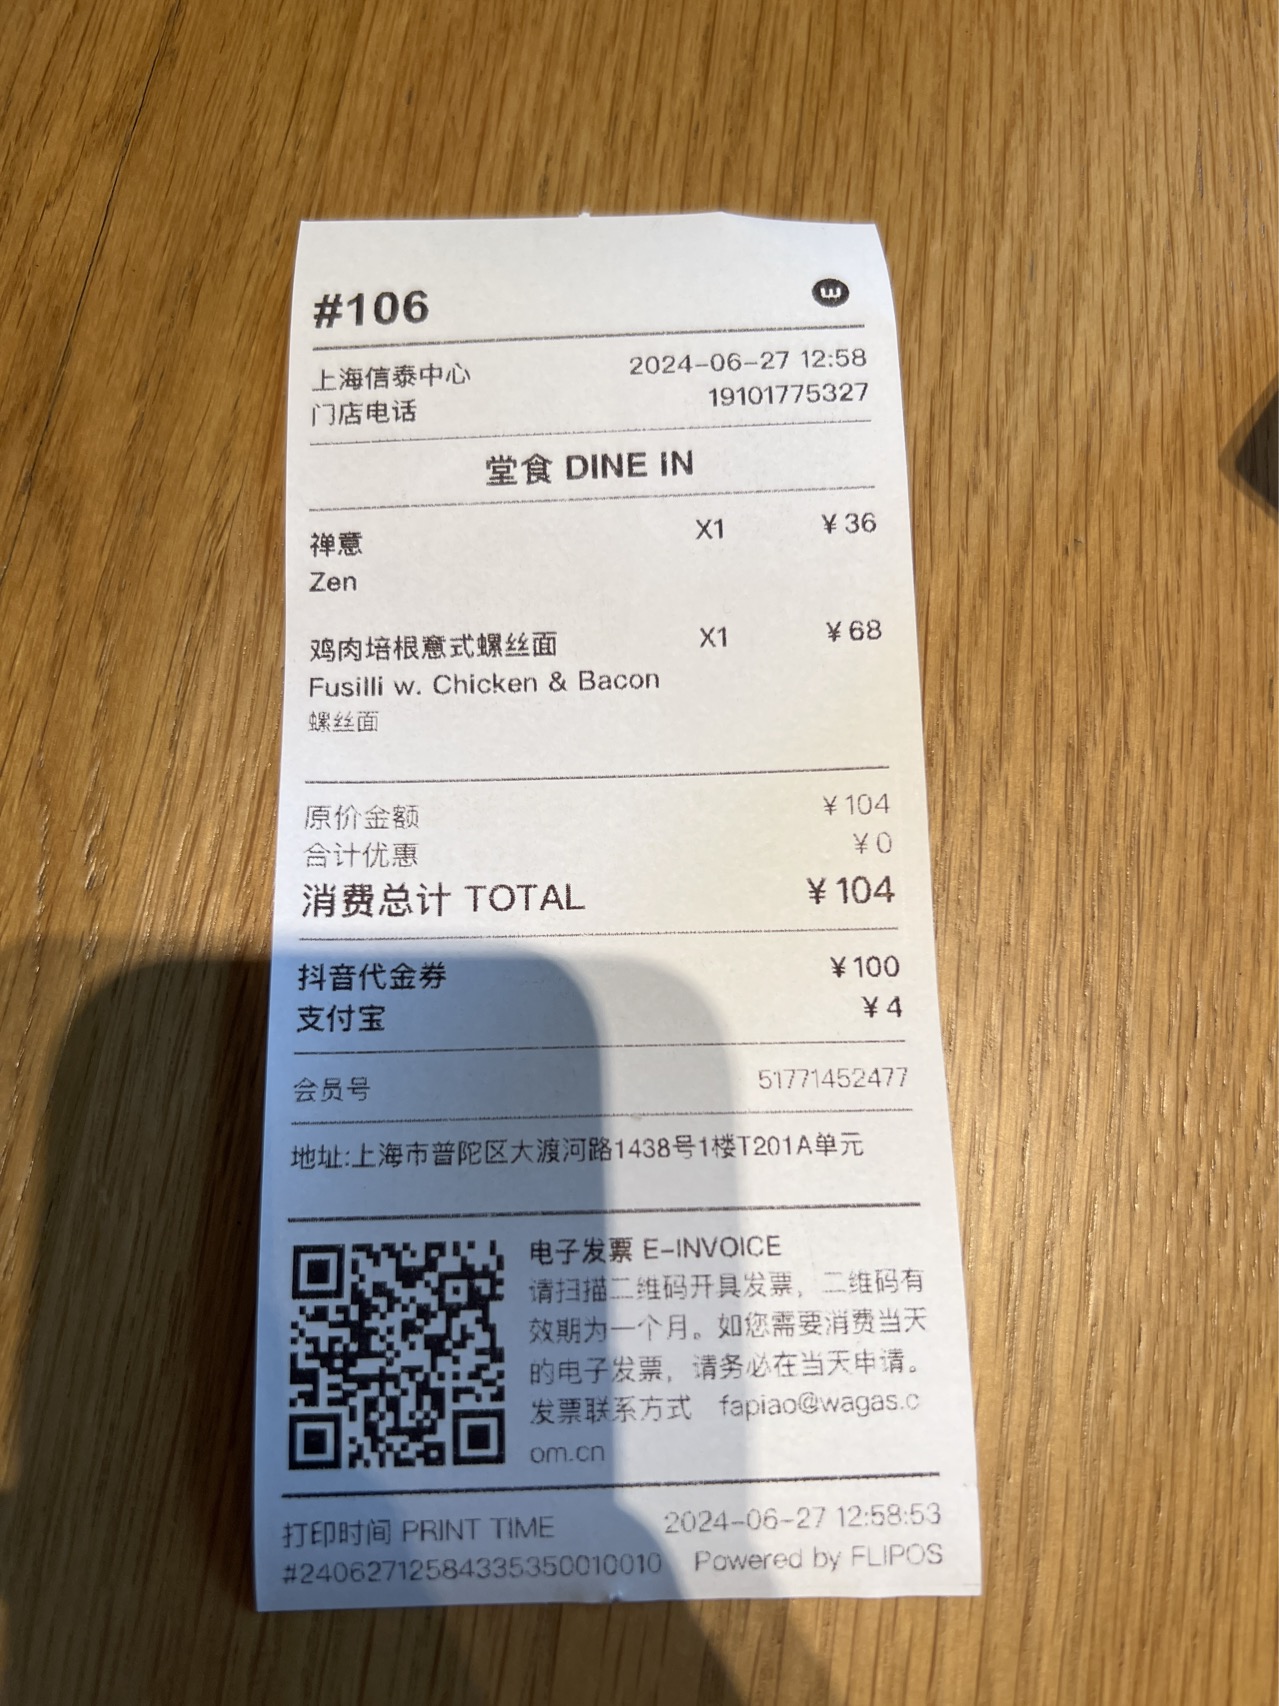 #106
W
上海信泰中心 2024-06-27 12:58
门店电话 19101775327
堂食 DINE IN
禅意 X1 ¥36
Zen
鸡肉培根意式螺丝面 X1 ¥68
Fusilli w. Chicken & Bacon
螺丝面
原价金额 ¥104
合计优惠 ¥0
消费总计 TOTAL ¥104
抖音代金券 ¥100
支付宝 ¥4
会员号 51771452477
地址:上海市普陀区大渡河路1438号1楼T201A单元
电子发票 E-INVOICE
请扫描二维码开具发票，二维码有
效期为一个月。如您需要消费当天
的电子发票，请务必在当天申请。
发票联系方式 fapiao@wagas.c
om.cn
打印时间 PRINT TIME 2024-06-27 12:58:53
#24062712584335350010010 Powered by FLIPOS